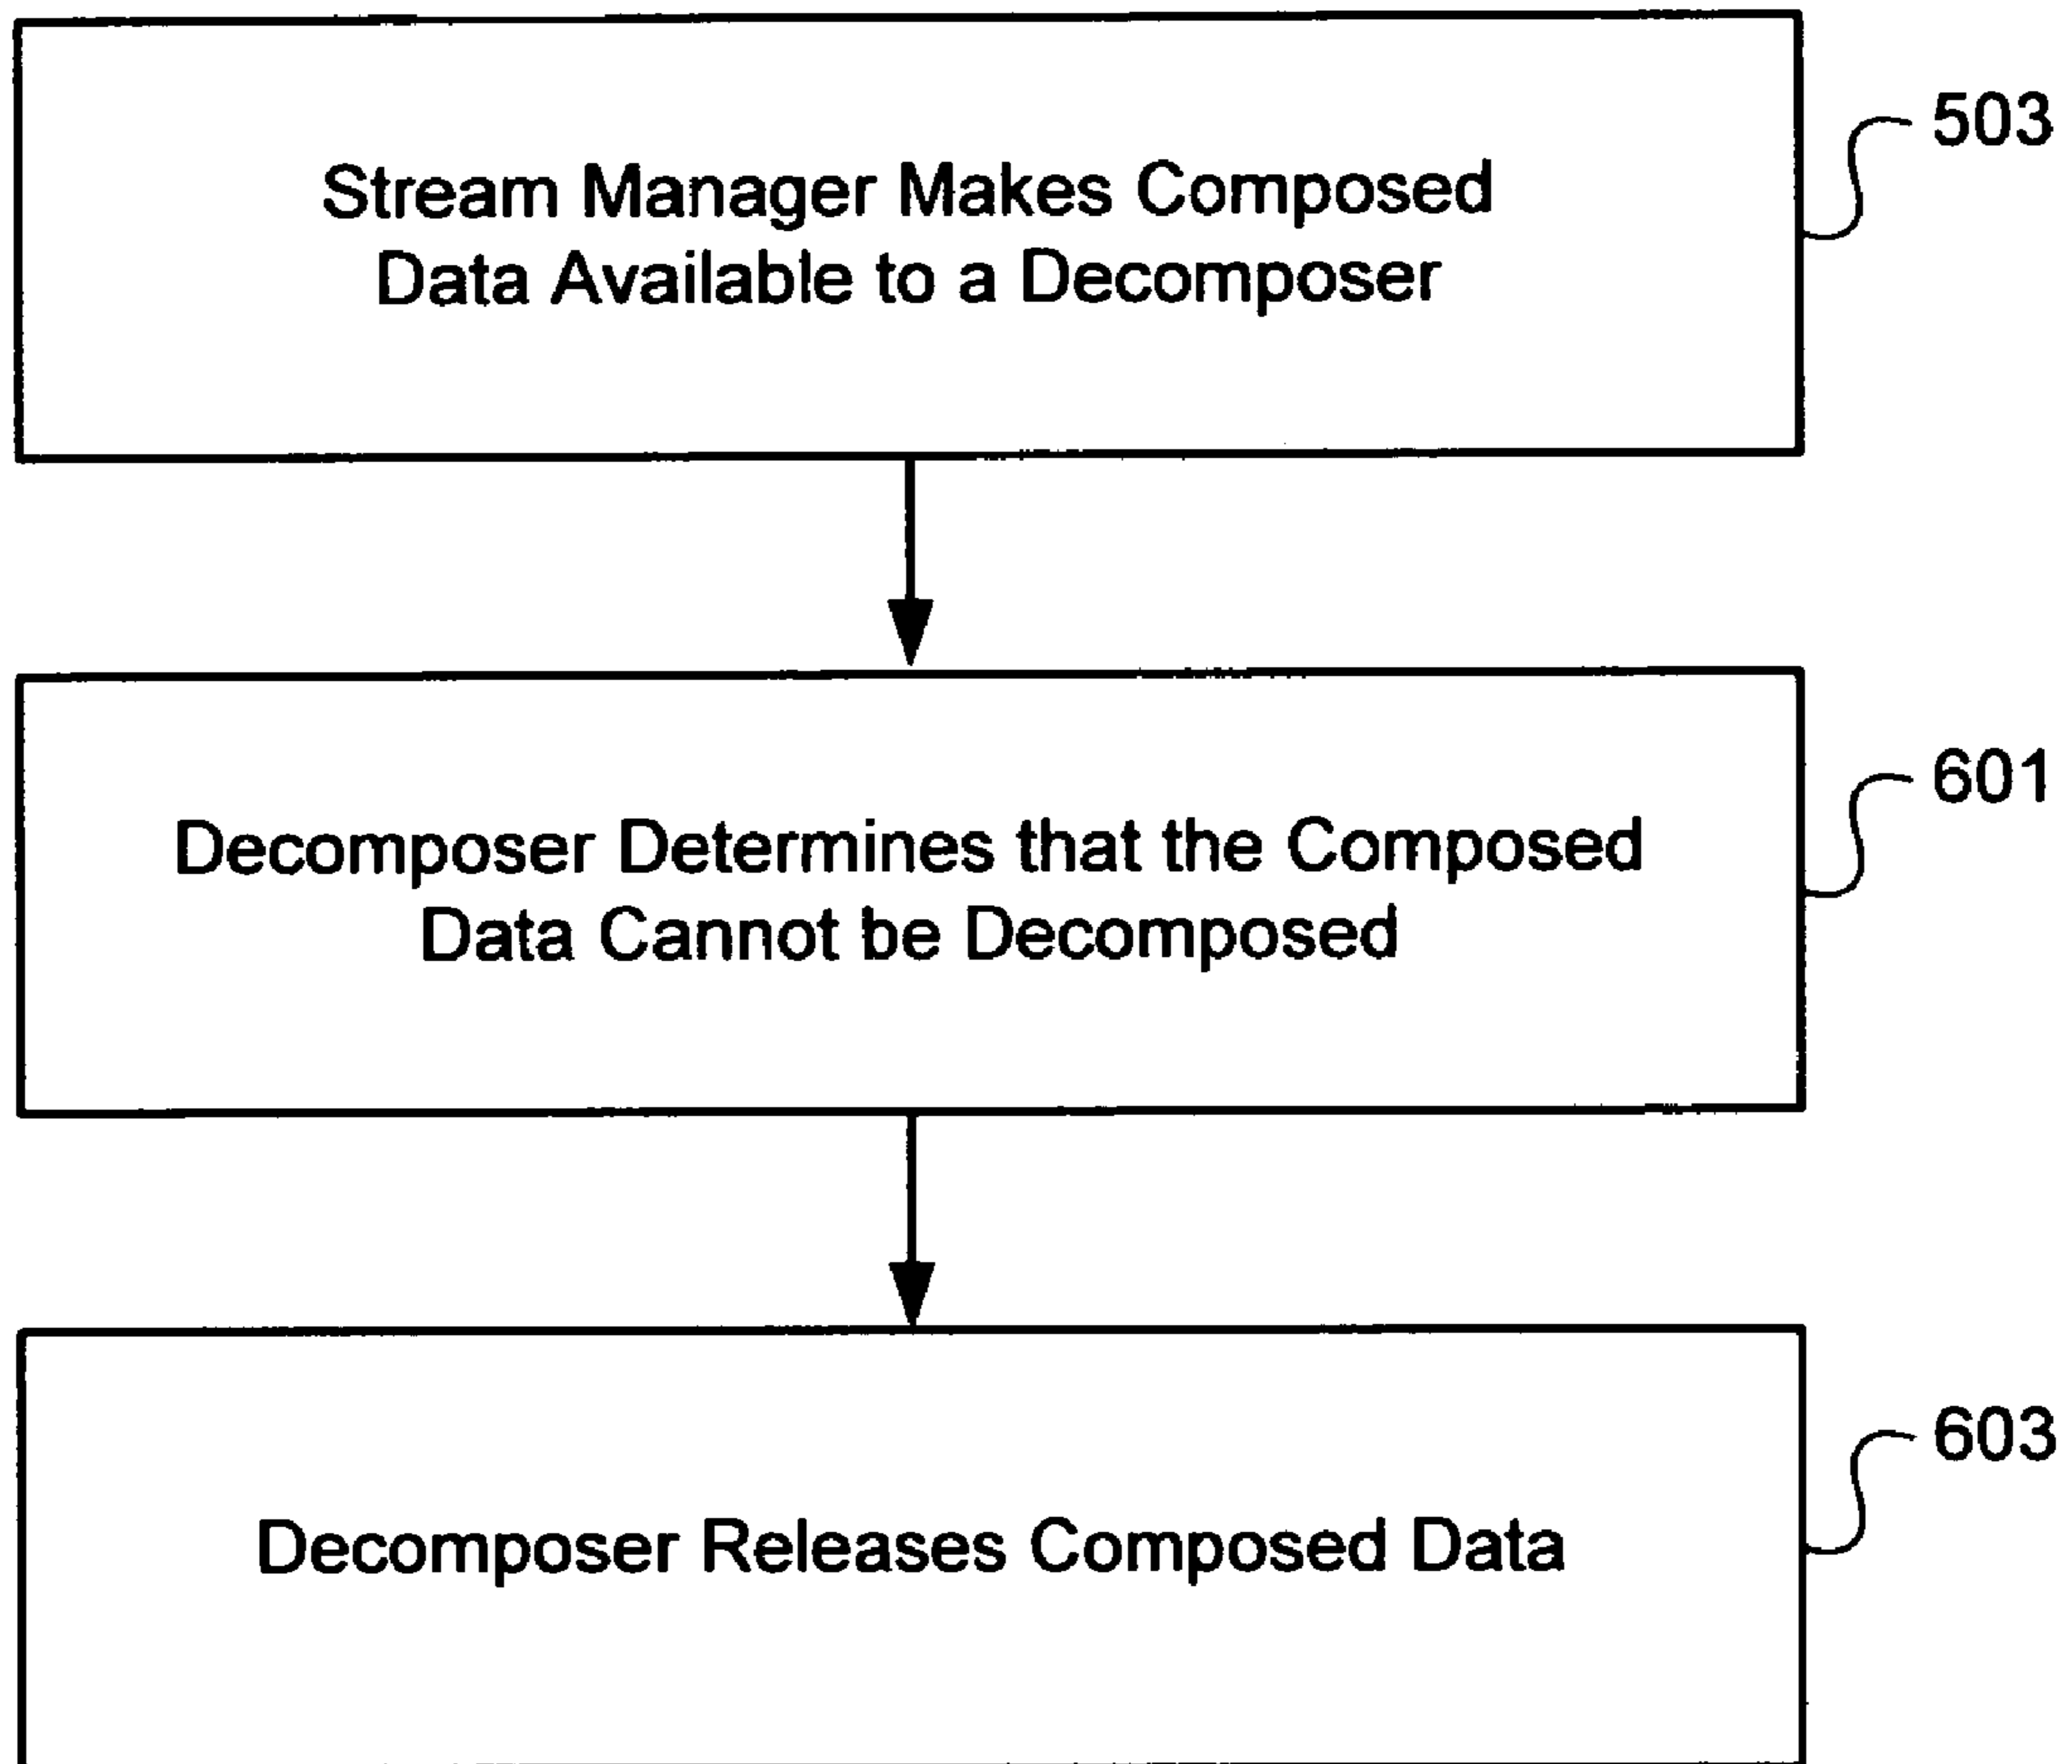 503
Stream Manager Makes Composed
Data Available to a Decomposer
601
Decomposer Determines that the Composed
Data Cannot be Decomposed
603
Decomposer Releases Composed Data